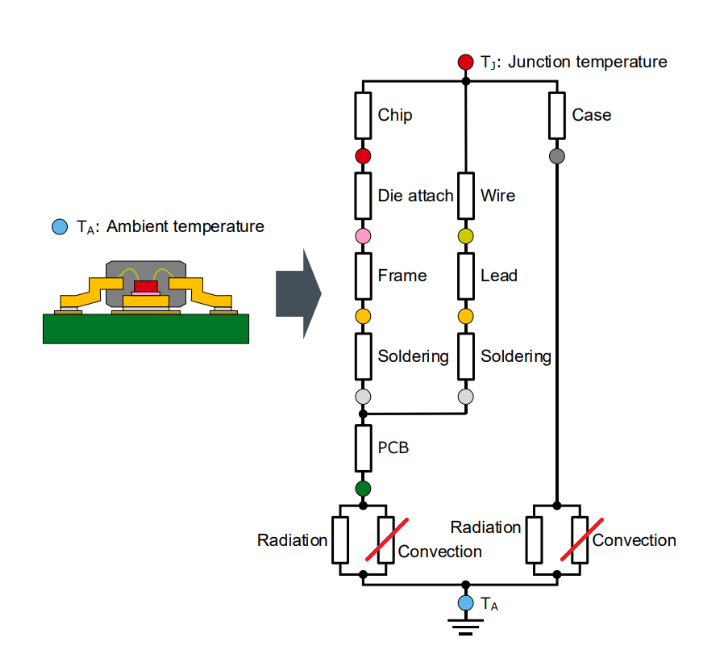 TJ: Junction temperature
Chip
Case
Die attach
Wire
TA: Ambient temperature
Frame
Lead
Soldering
Soldering
PCB
Radiation
Convection
Radiation
Convection
TA